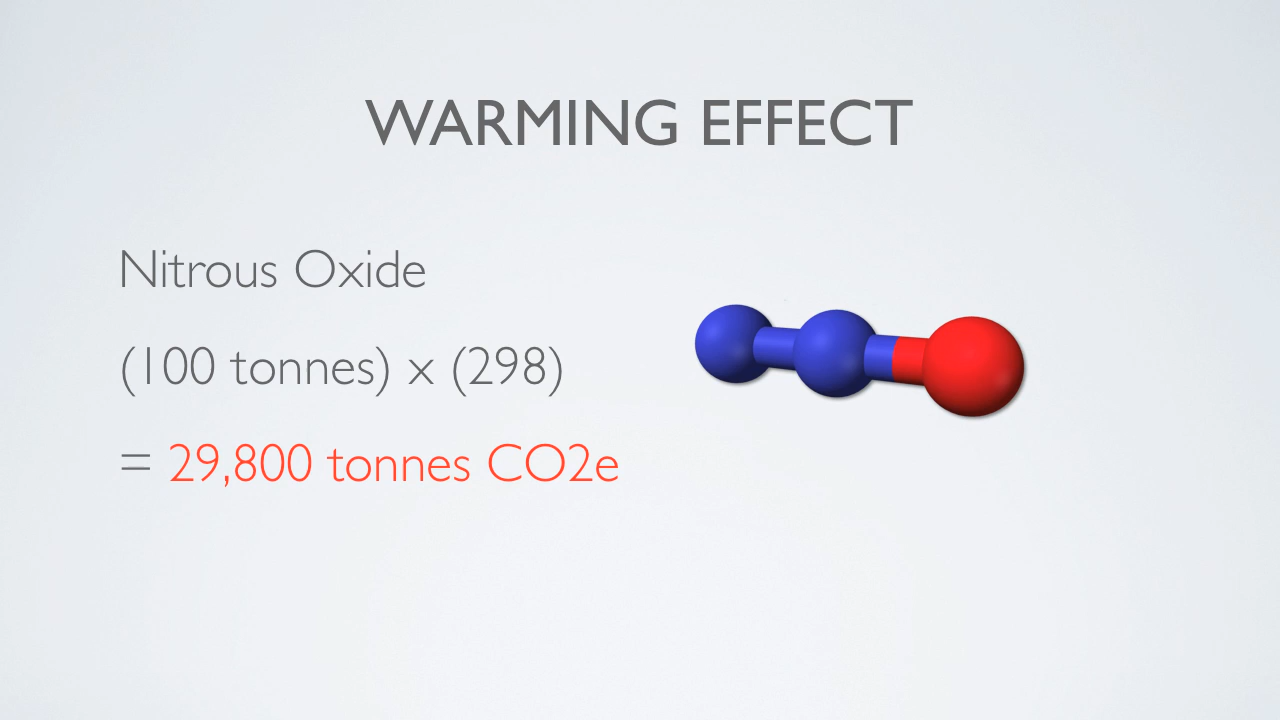 WARMING EFFECT
Nitrous Oxide
(100 tonnes) x (298)
= 29,800 tonnes CO2e